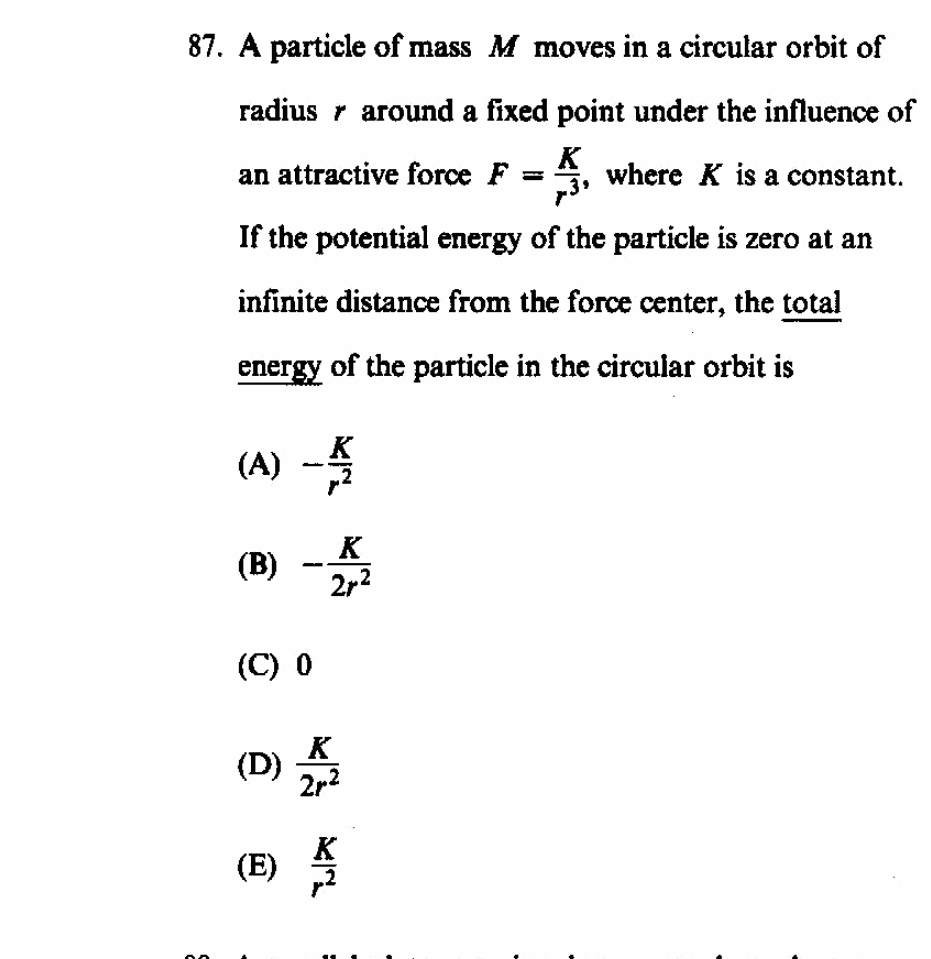 87. A particle of mass M moves in a circular orbit of
radius r around a fixed point under the influence of
an attractive force F = K/r³, where K is a constant.
If the potential energy of the particle is zero at an
infinite distance from the force center, the total
energy of the particle in the circular orbit is
(A) −K/r²
(B) −K/2r²
(C) 0
(D) K/2r²
(E) K/r²